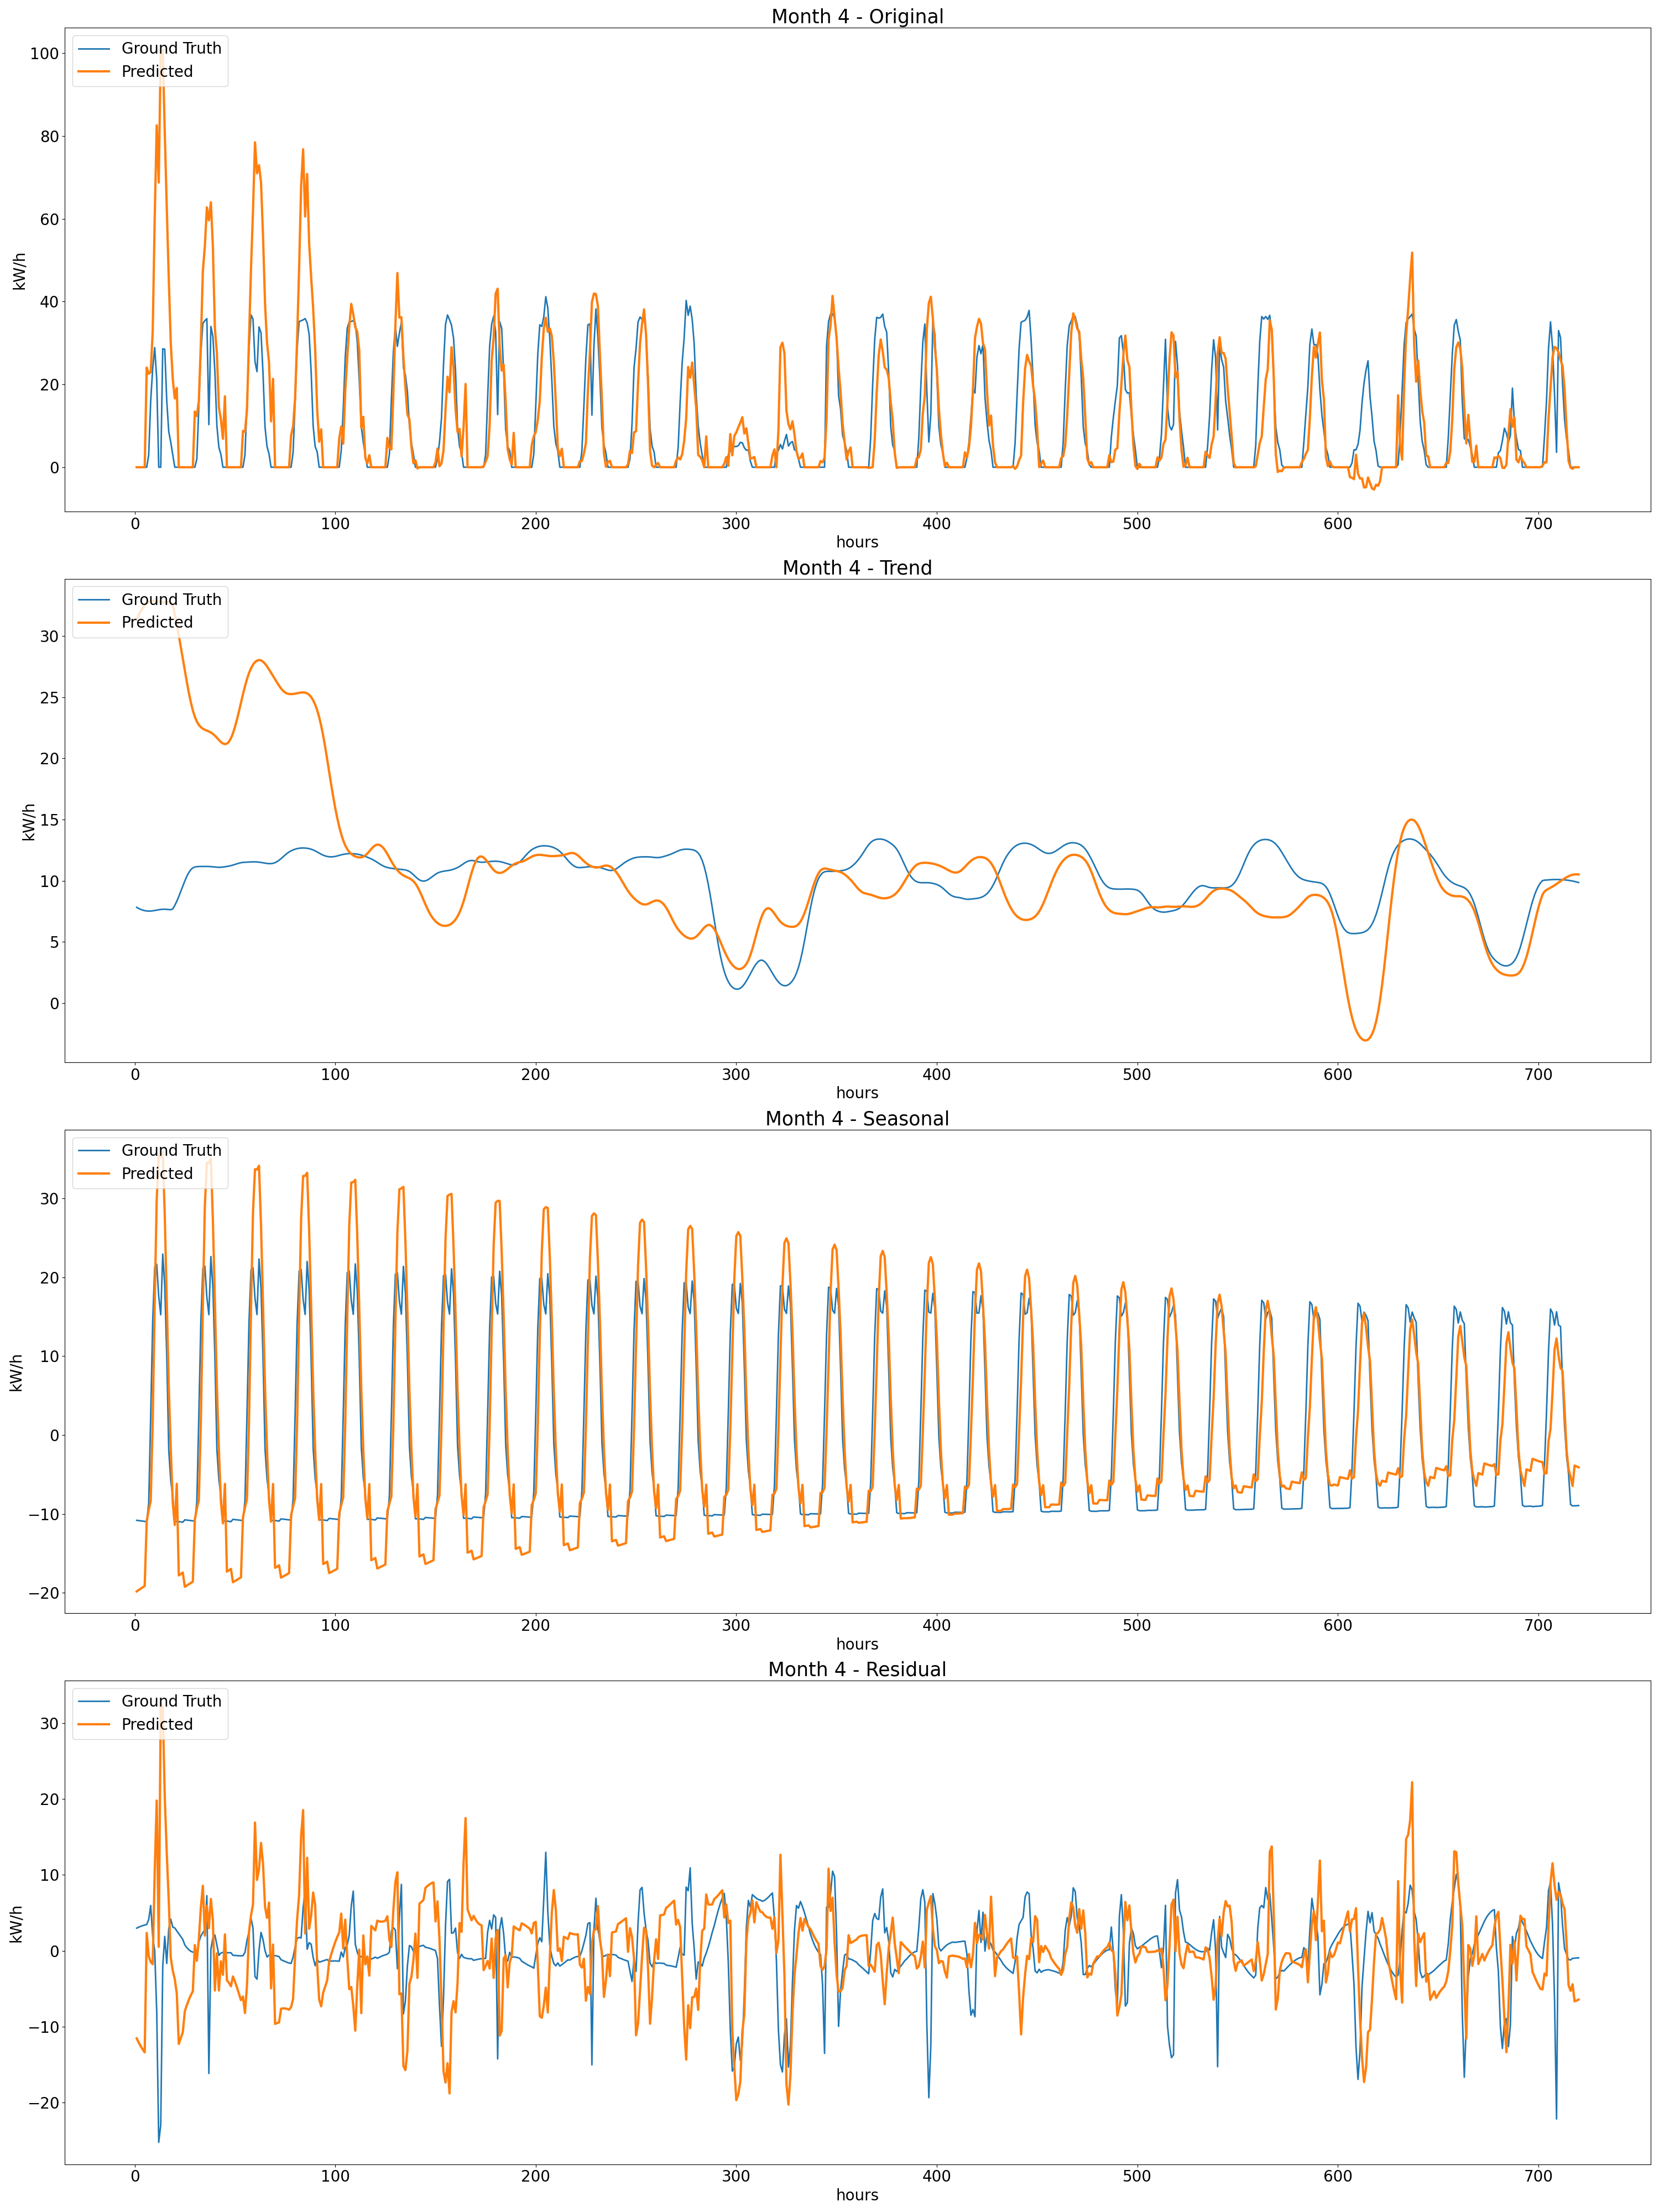 Month 4 - Original
Ground Truth
Predicted
100
80
60
40
20
0
kW/h
0 100 200 300 400 500 600 700
hours
Month 4 - Trend
Ground Truth
Predicted
30
25
20
15
10
5
0
kW/h
0 100 200 300 400 500 600 700
hours
Month 4 - Seasonal
Ground Truth
Predicted
30
20
10
0
−10
−20
kW/h
0 100 200 300 400 500 600 700
hours
Month 4 - Residual
Ground Truth
Predicted
30
20
10
0
−10
−20
kW/h
0 100 200 300 400 500 600 700
hours